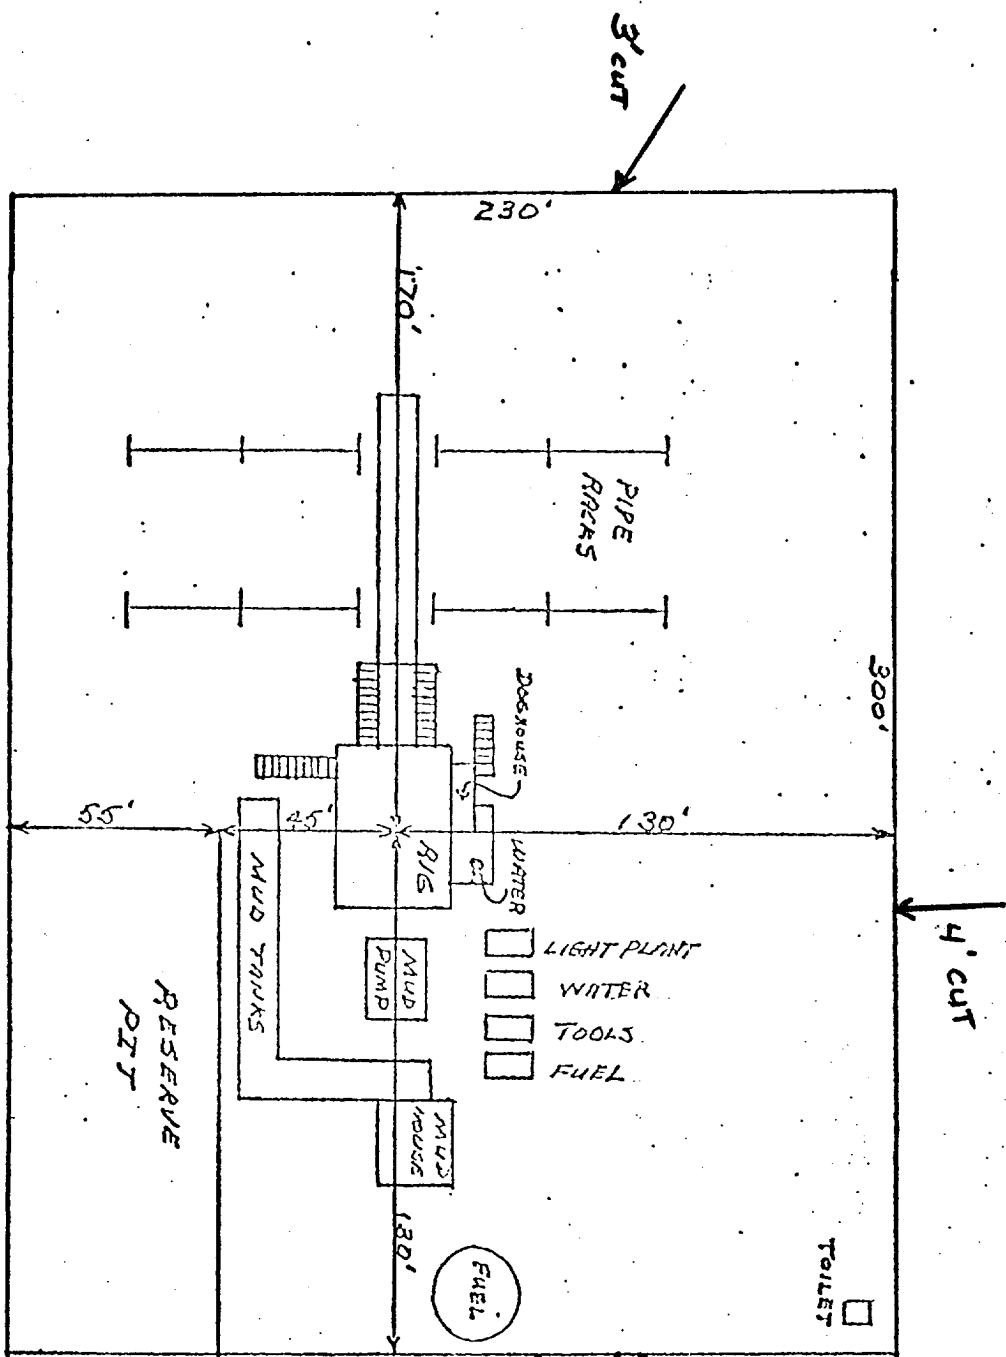 3' CUT
230'
170'
PIPE
RACKS
300'
DOGHOUSE
55'
45'
130'
RIG
WATER
4' CUT
MUD TANKS
MUD
PUMP
LIGHT PLANT
WATER
TOOLS
FUEL
RESERVE
PIT
MUD
HOUSE
130'
FUEL
TOILET